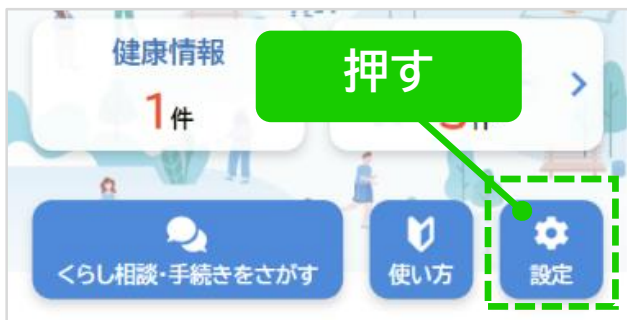 健康情報
1件
押す
くらし相談・手続きをさがす
使い方
設定